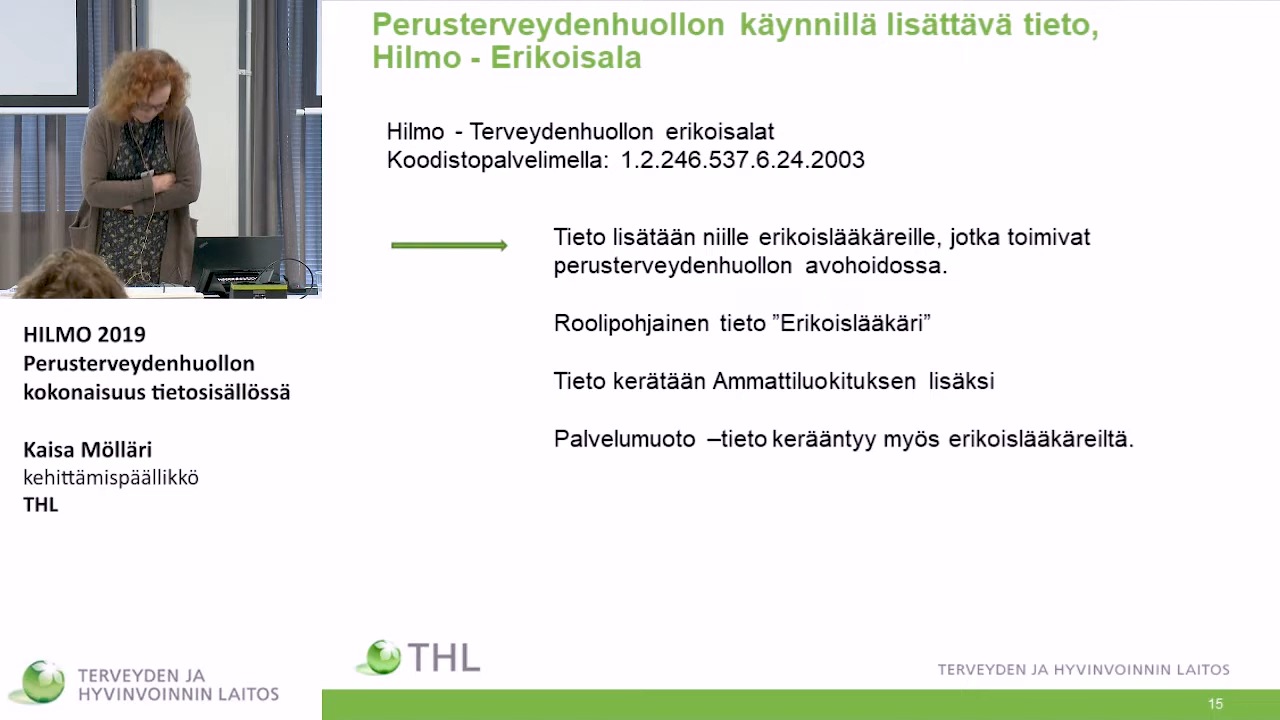 Perusterveydenhuollon käynnillä lisättävä tieto,
Hilmo - Erikoisala
Hilmo - Terveydenhuollon erikoisalat
Koodistopalvelimella: 1.2.246.537.6.24.2003
Tieto lisätään niille erikoislääkäreille, jotka toimivat
perusterveydenhuollon avohoidossa.
Roolipohjainen tieto ”Erikoislääkäri”
Tieto kerätään Ammattiluokituksen lisäksi
Palvelumuoto –tieto kerääntyy myös erikoislääkäreiltä.
HILMO 2019
Perusterveydenhuollon
kokonaisuus tietosisällössä
Kaisa Mölläri
kehittämispäällikkö
THL
TERVEYDEN JA
HYVINVOINNIN LAITOS
THL
TERVEYDEN JA HYVINVOINNIN LAITOS
15